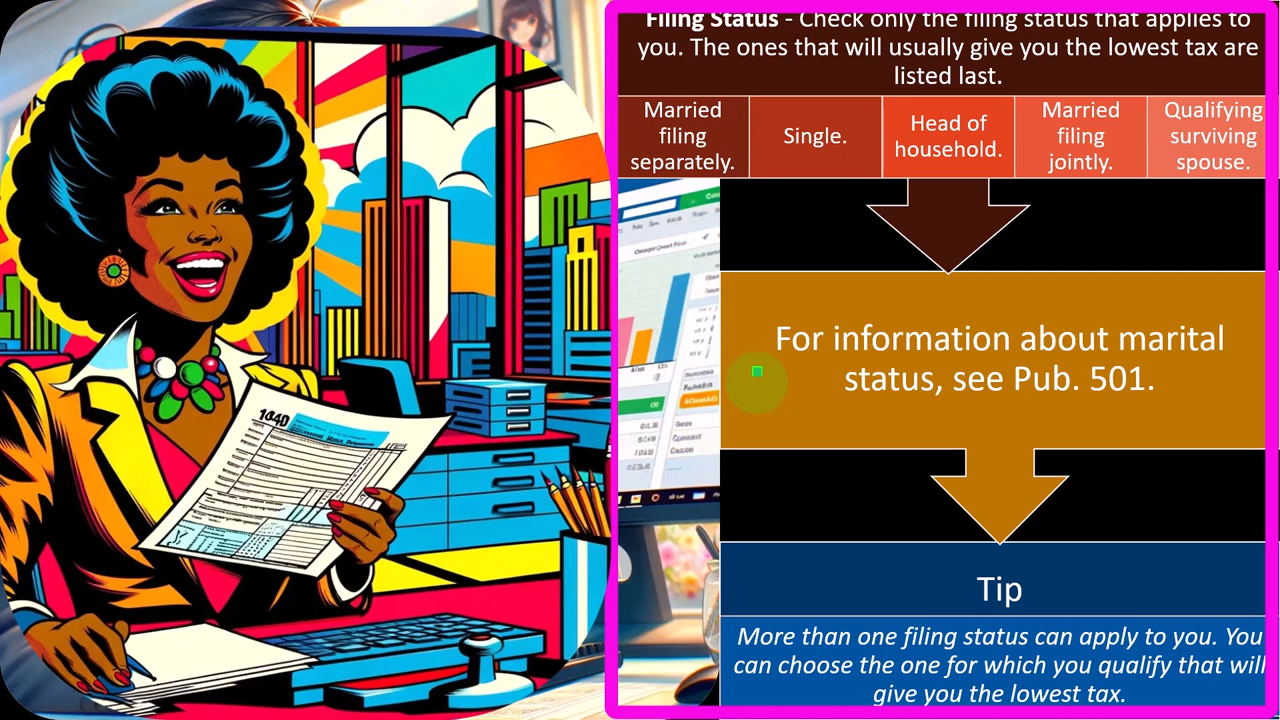 Filing Status - Check only the filing status that applies to
you. The ones that will usually give you the lowest tax are
listed last.
Married
filing
separately.
Single.
Head of
household.
Married
filing
jointly.
Qualifying
surviving
spouse.
For information about marital
status, see Pub. 501.
Tip
More than one filing status can apply to you. You
can choose the one for which you qualify that will
give you the lowest tax.
1040